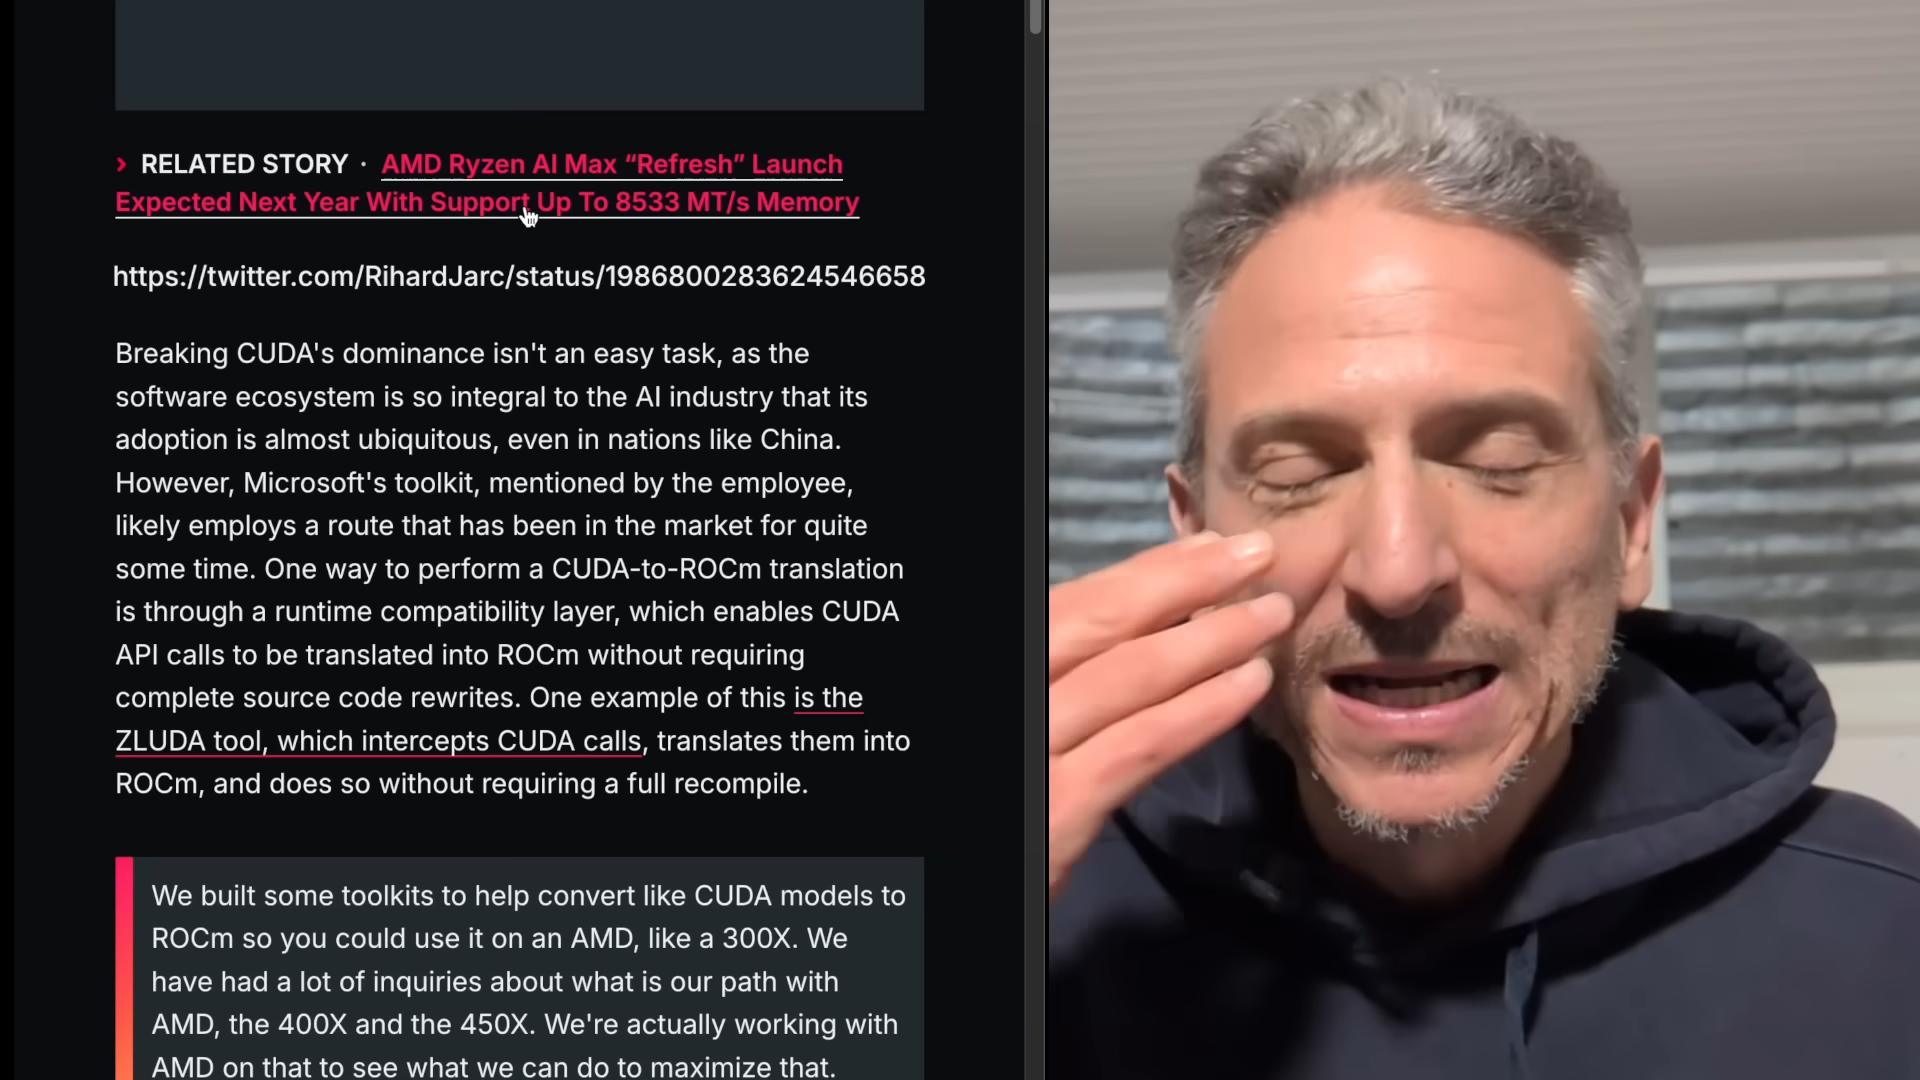 › RELATED STORY · AMD Ryzen AI Max “Refresh” Launch
Expected Next Year With Support Up To 8533 MT/s Memory
https://twitter.com/RihardJarc/status/1986800283624546658
Breaking CUDA's dominance isn't an easy task, as the
software ecosystem is so integral to the AI industry that its
adoption is almost ubiquitous, even in nations like China.
However, Microsoft's toolkit, mentioned by the employee,
likely employs a route that has been in the market for quite
some time. One way to perform a CUDA-to-ROCm translation
is through a runtime compatibility layer, which enables CUDA
API calls to be translated into ROCm without requiring
complete source code rewrites. One example of this is the
ZLUDA tool, which intercepts CUDA calls, translates them into
ROCm, and does so without requiring a full recompile.
We built some toolkits to help convert like CUDA models to
ROCm so you could use it on an AMD, like a 300X. We
have had a lot of inquiries about what is our path with
AMD, the 400X and the 450X. We're actually working with
AMD on that to see what we can do to maximize that.